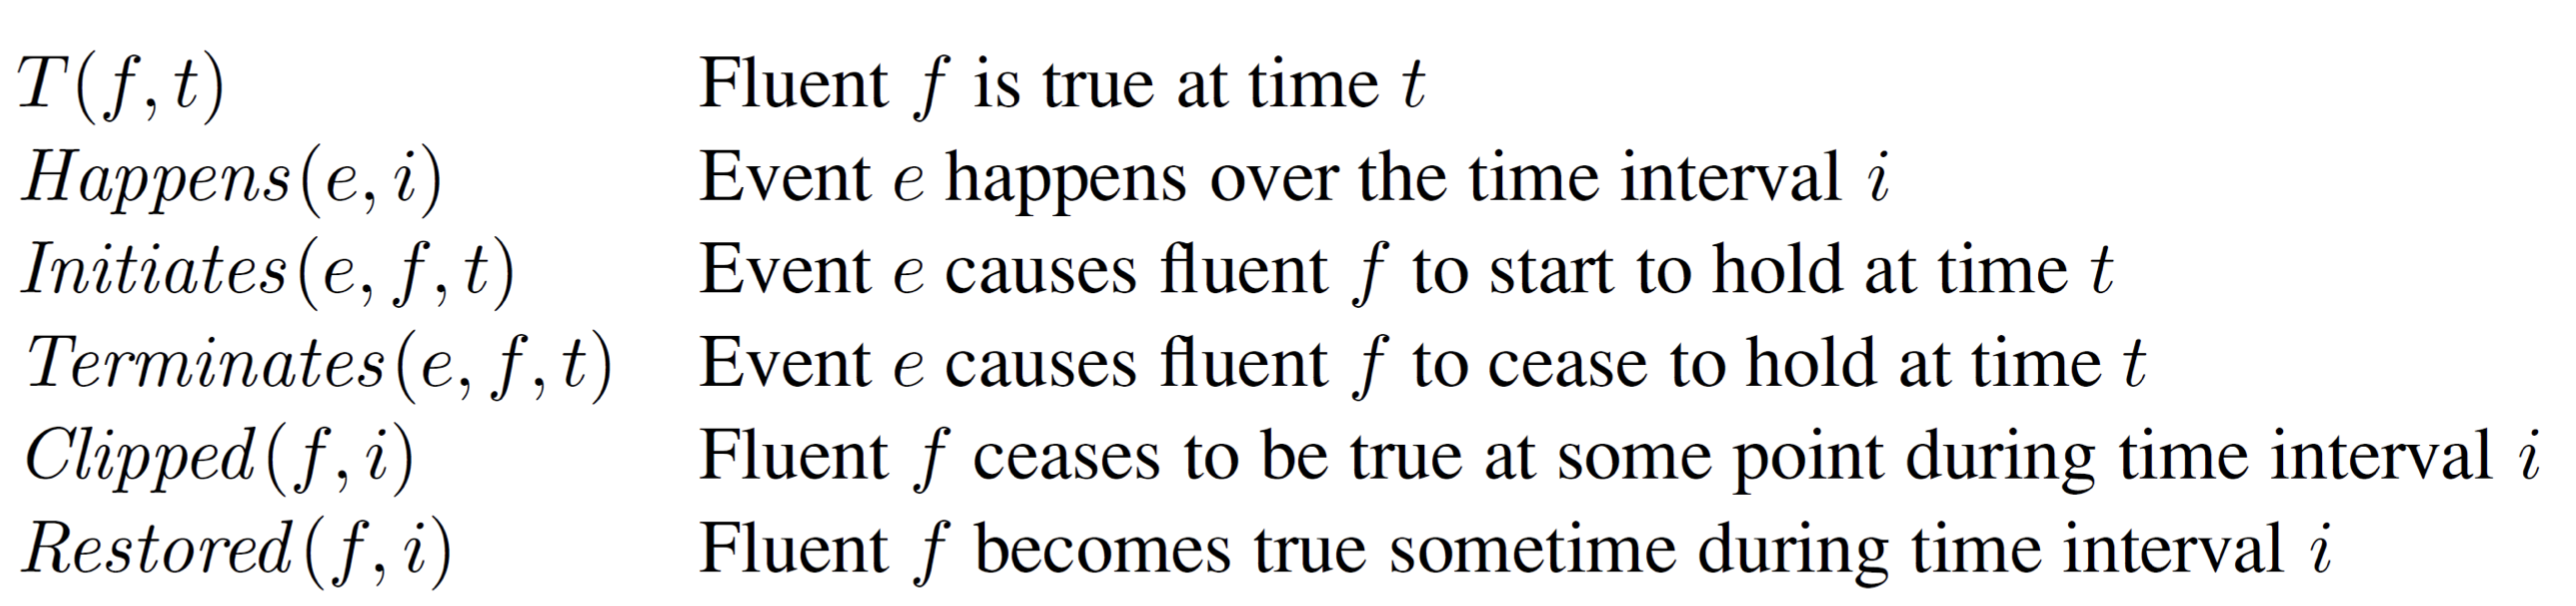 T(f, t) Fluent f is true at time t
Happens(e, i) Event e happens over the time interval i
Initiates(e, f, t) Event e causes fluent f to start to hold at time t
Terminates(e, f, t) Event e causes fluent f to cease to hold at time t
Clipped(f, i) Fluent f ceases to be true at some point during time interval i
Restored(f, i) Fluent f becomes true sometime during time interval i